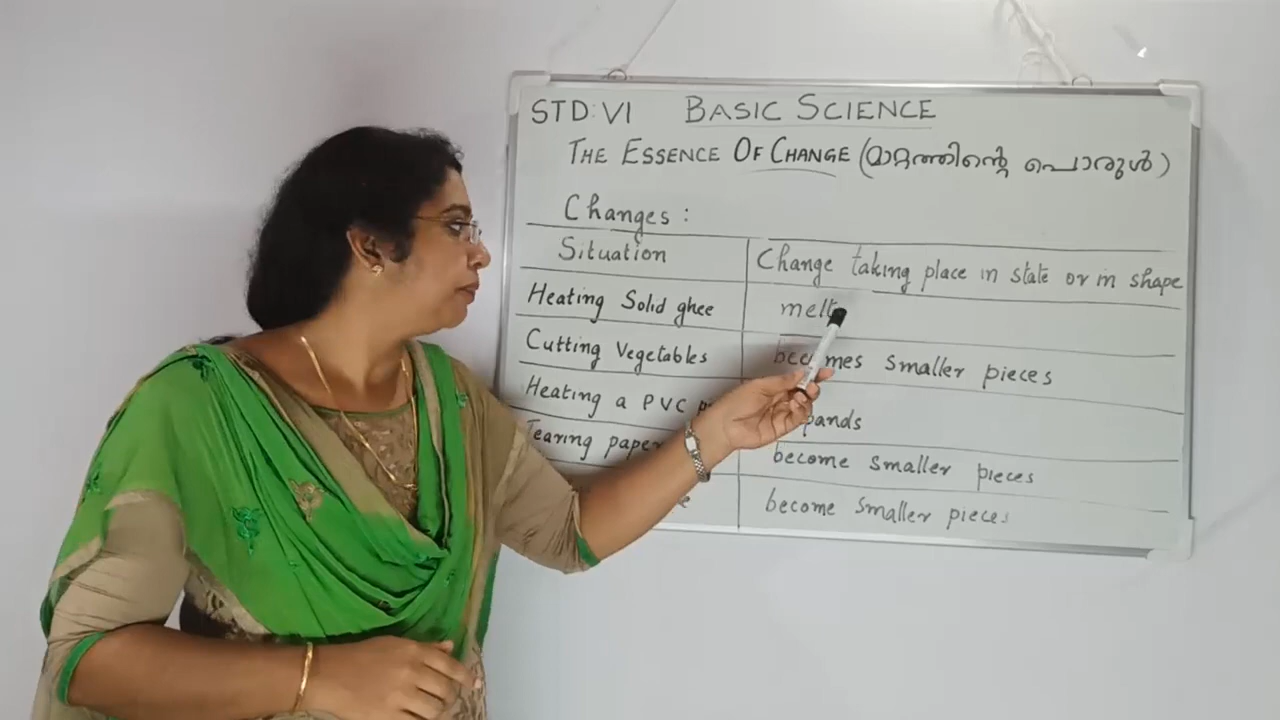 STD: VI BASIC SCIENCE
THE ESSENCE OF CHANGE (മാറ്റത്തിന്റെ പൊരുൾ)
Changes:
Situation Change taking place in state or in shape
Heating Solid ghee
Cutting Vegetables becomes smaller pieces
Heating a PVC
Tearing paper become smaller pieces
become smaller pieces